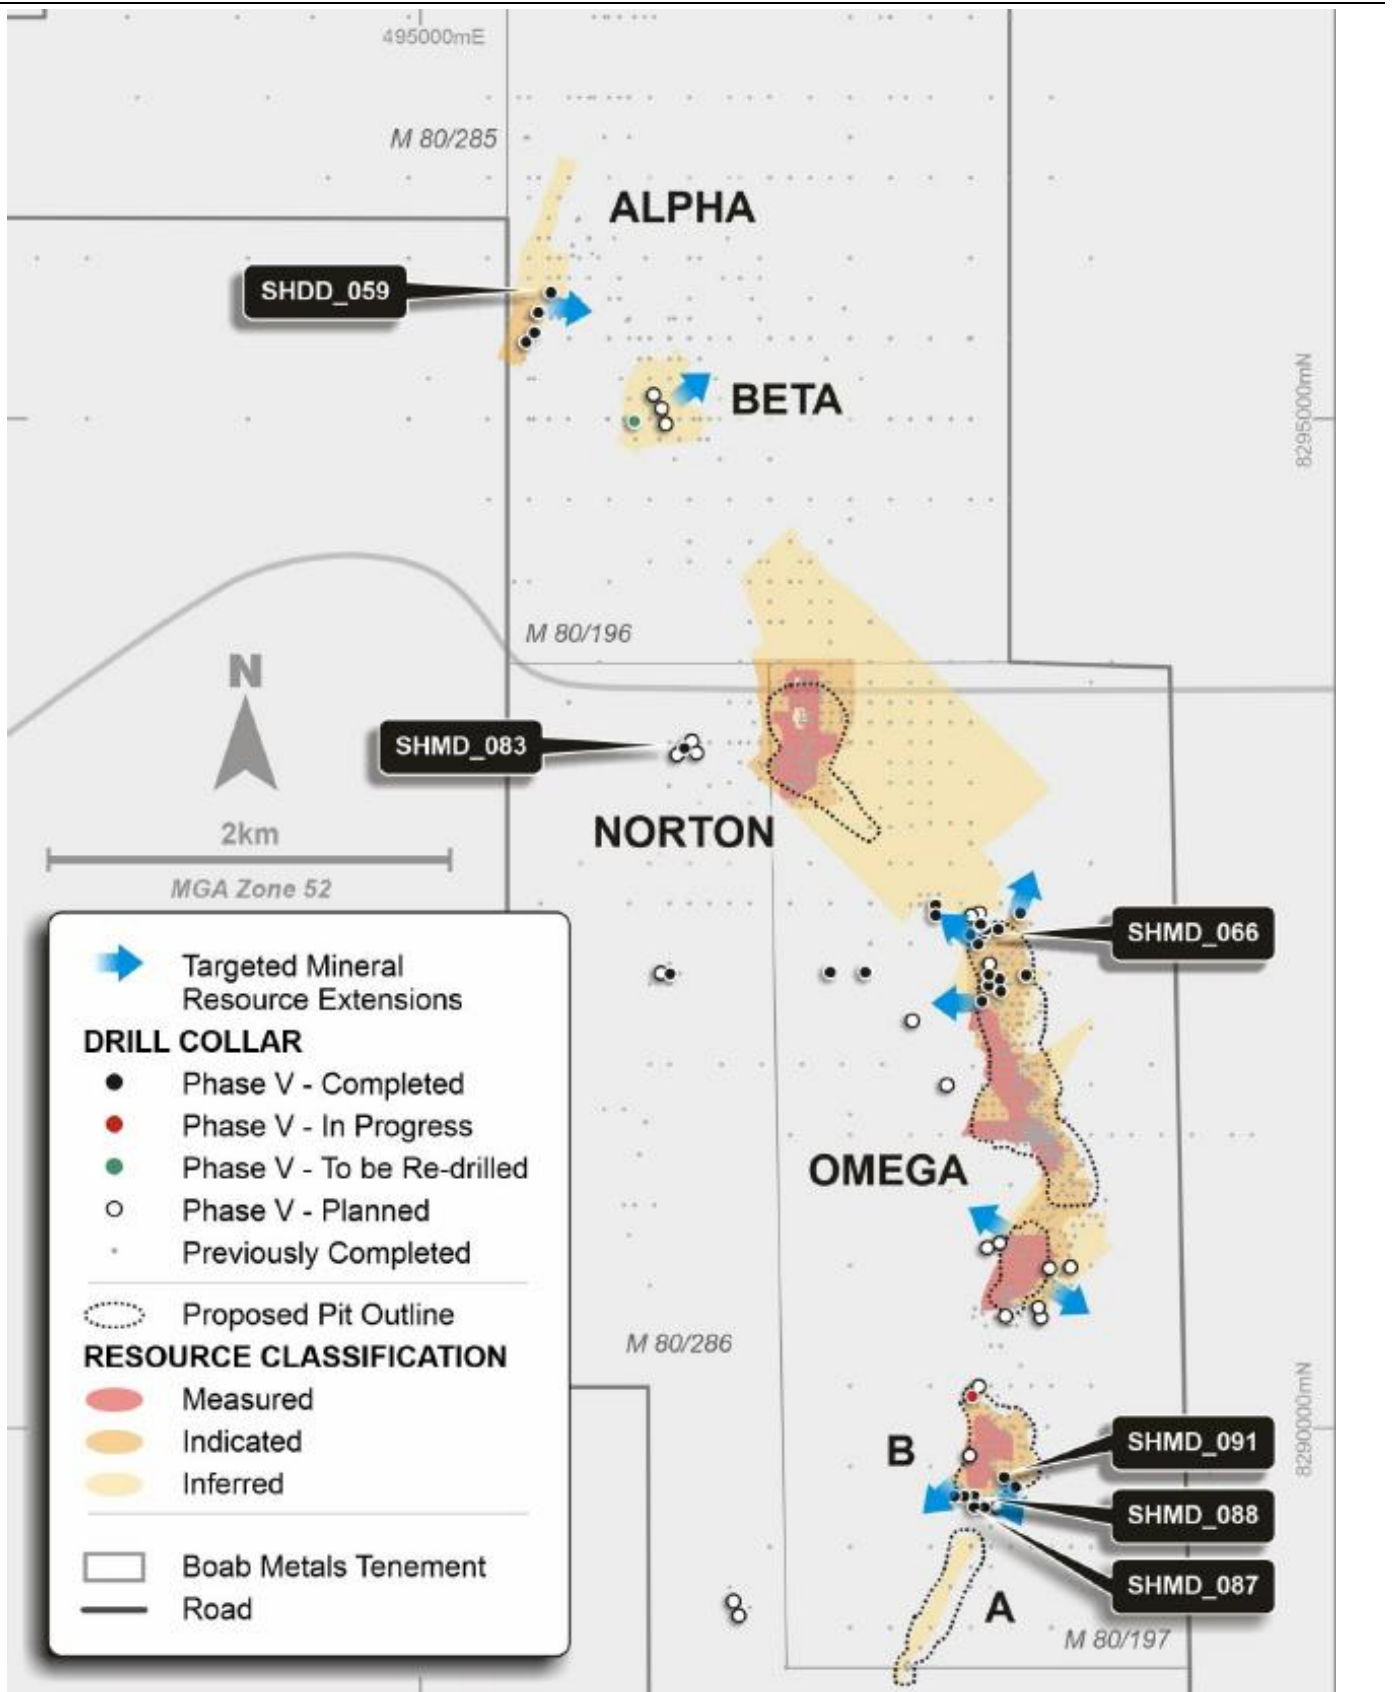 495000mE
M 80/285
ALPHA
SHDD_059
BETA
8295000mN
M 80/196
N
SHMD_083
2km
NORTON
MGA Zone 52
SHMD_066
Targeted Mineral
Resource Extensions
DRILL COLLAR
Phase V - Completed
Phase V - In Progress
Phase V - To be Re-drilled
Phase V - Planned
Previously Completed
Proposed Pit Outline
RESOURCE CLASSIFICATION
Measured
Indicated
Inferred
Boab Metals Tenement
Road
OMEGA
M 80/286
8290000mN
B
SHMD_091
SHMD_088
SHMD_087
A
M 80/197